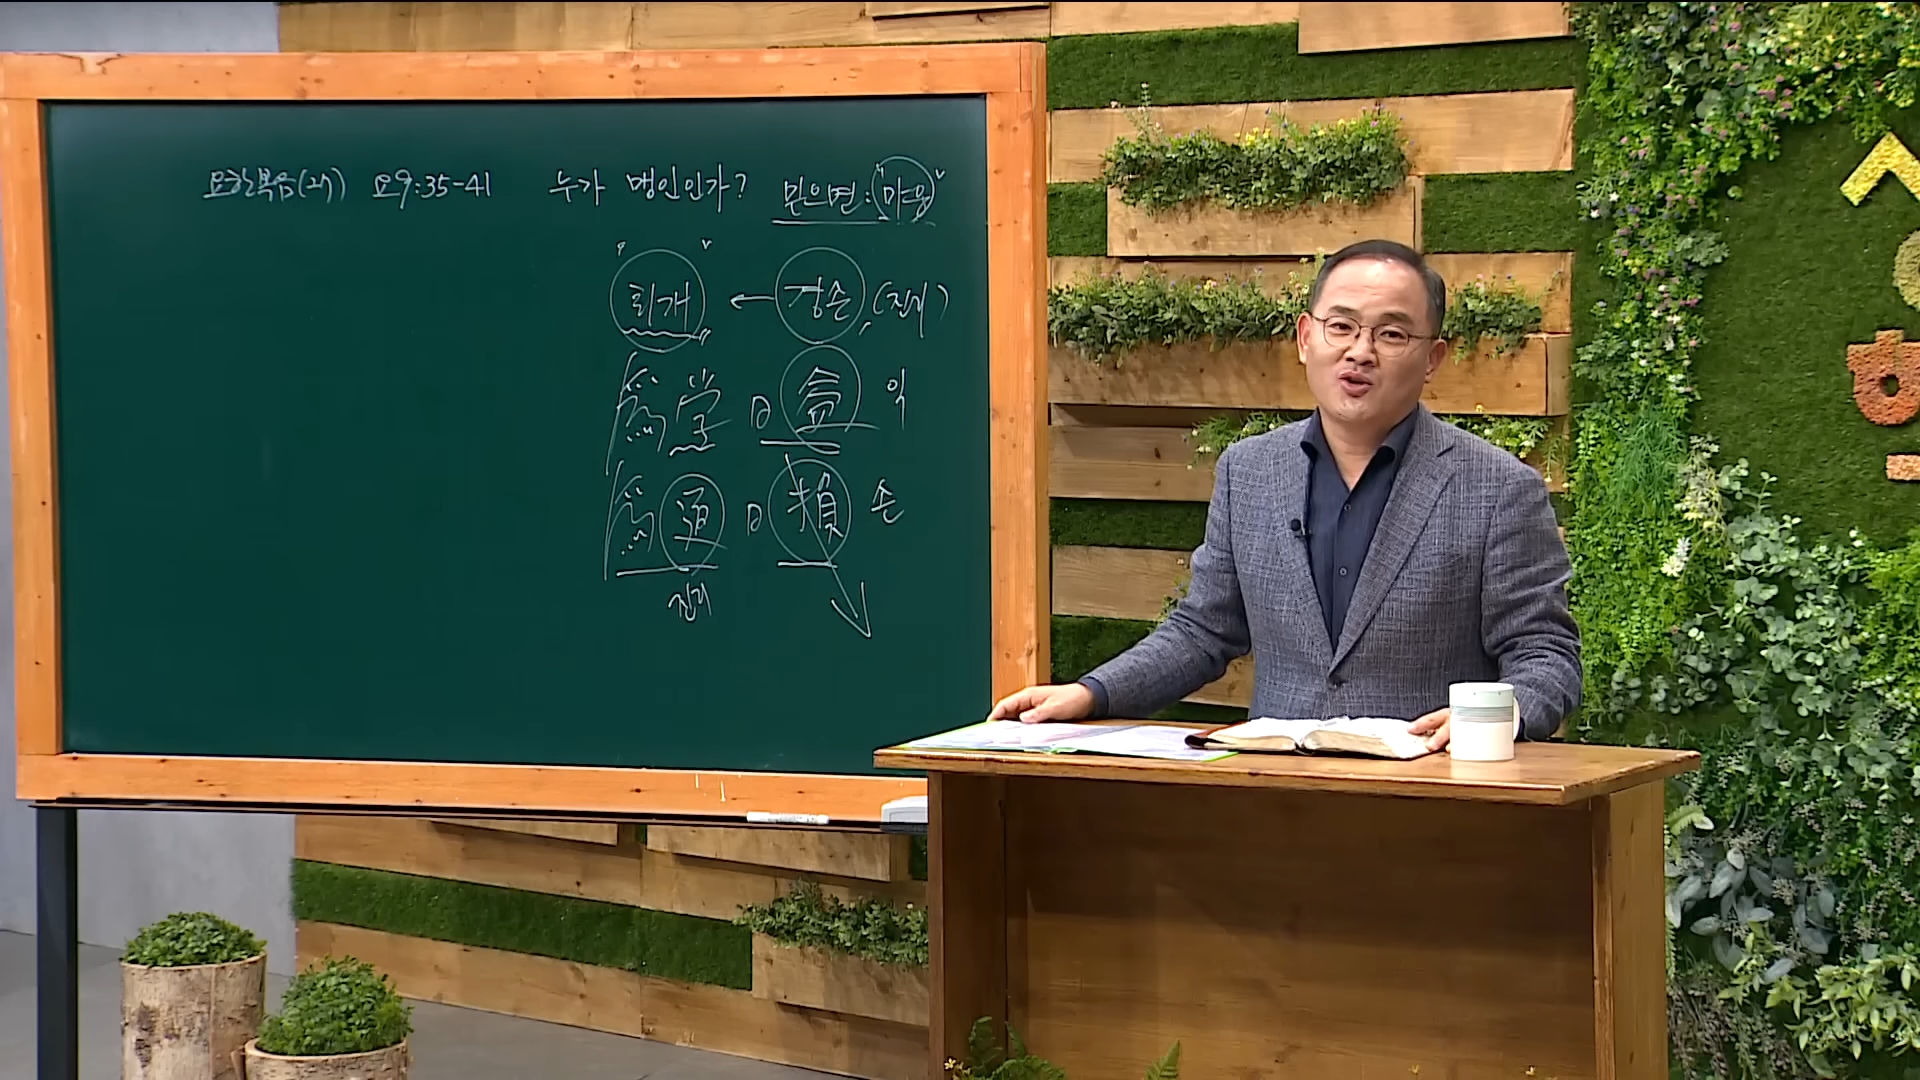 요한복음(27) 요9:35-41 누가 맹인인가? 믿으면: "마음"
"회개" ← 겸손, (진리)
爲學 日益 익
爲道 日損 손
진리